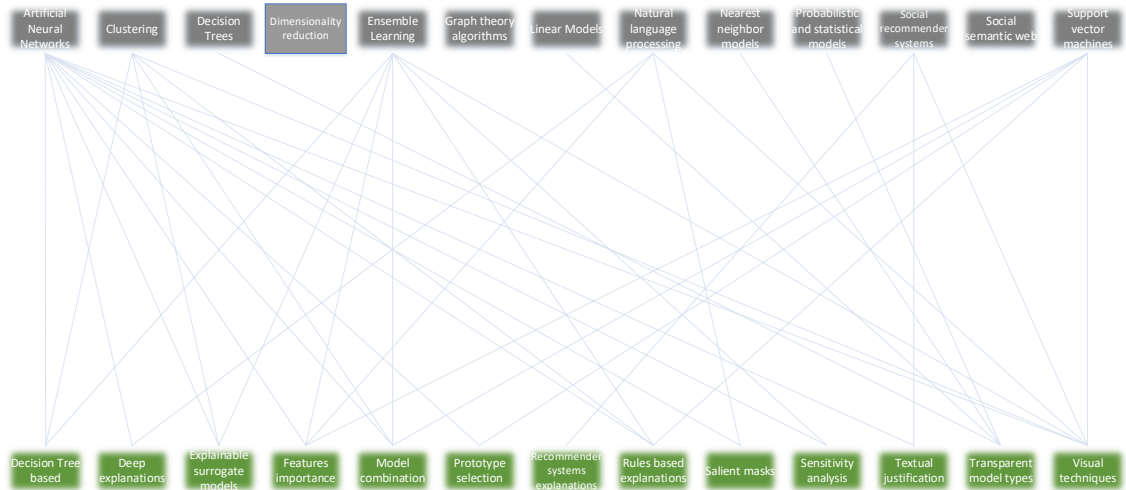 Artificial
Neural
Networks
Clustering
Decision
Trees
Dimensionality
reduction
Ensemble
Learning
Graph theory
algorithms
Linear Models
Natural
language
processing
Nearest
neighbor
models
Probabilistic
and statistical
models
Social
recommender
systems
Social
semantic web
Support
vector
machines
Decision Tree
based
Deep
explanations
Explainable
surrogate
models
Features
importance
Model
combination
Prototype
selection
Recommender
systems
explanations
Rules based
explanations
Salient masks
Sensitivity
analysis
Textual
justification
Transparent
model types
Visual
techniques